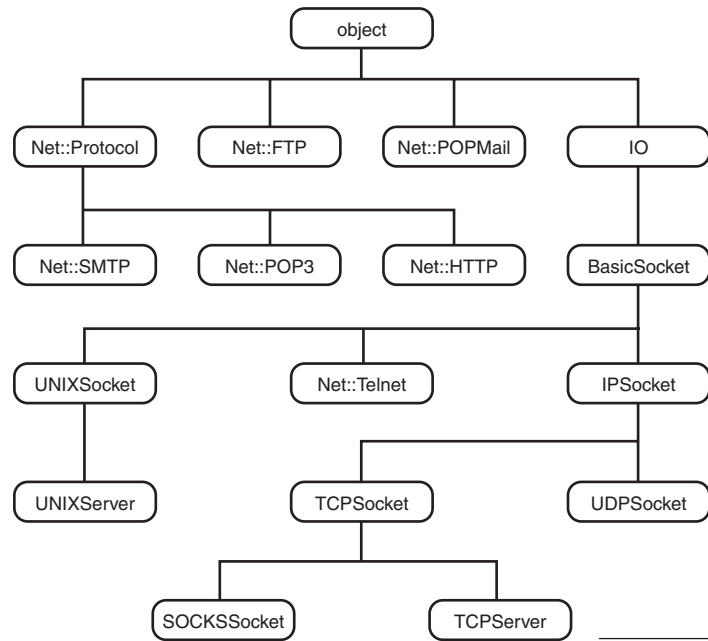 object
Net::Protocol
Net::FTP
Net::POPMail
IO
Net::SMTP
Net::POP3
Net::HTTP
BasicSocket
UNIXSocket
Net::Telnet
IPSocket
UNIXServer
TCPSocket
UDPSocket
SOCKSSocket
TCPServer